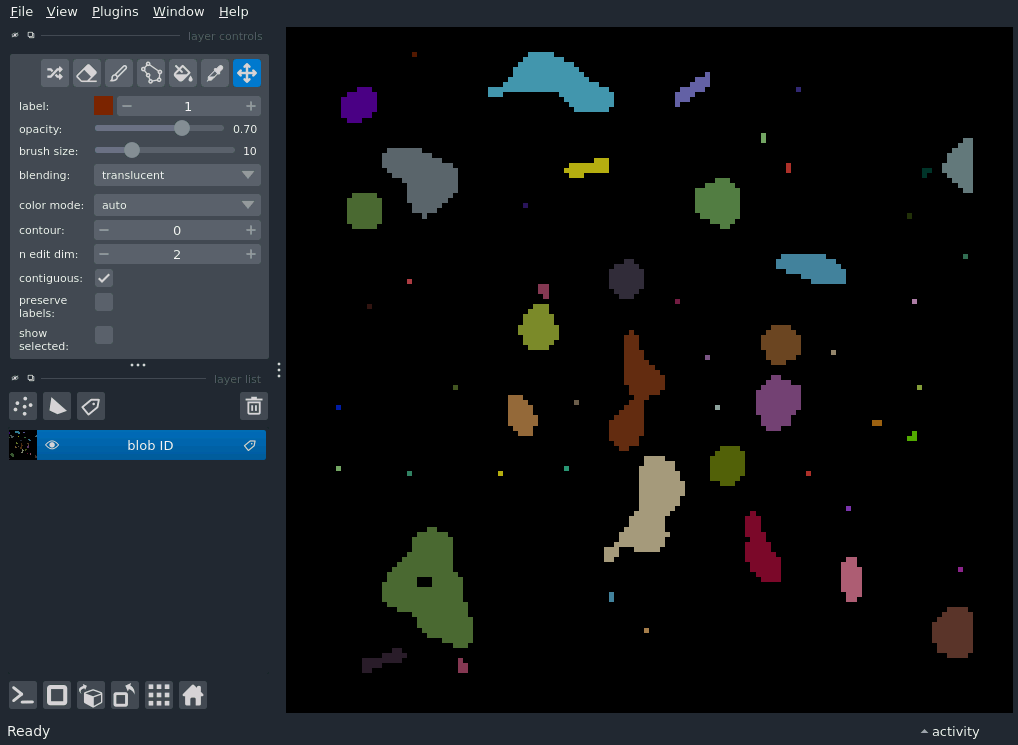 File View Plugins Window Help
layer controls
label: 1
opacity: 0.70
brush size: 10
blending: translucent
color mode: auto
contour: 0
n edit dim: 2
contiguous:
preserve
labels:
show
selected:
layer list
blob ID
Ready
activity